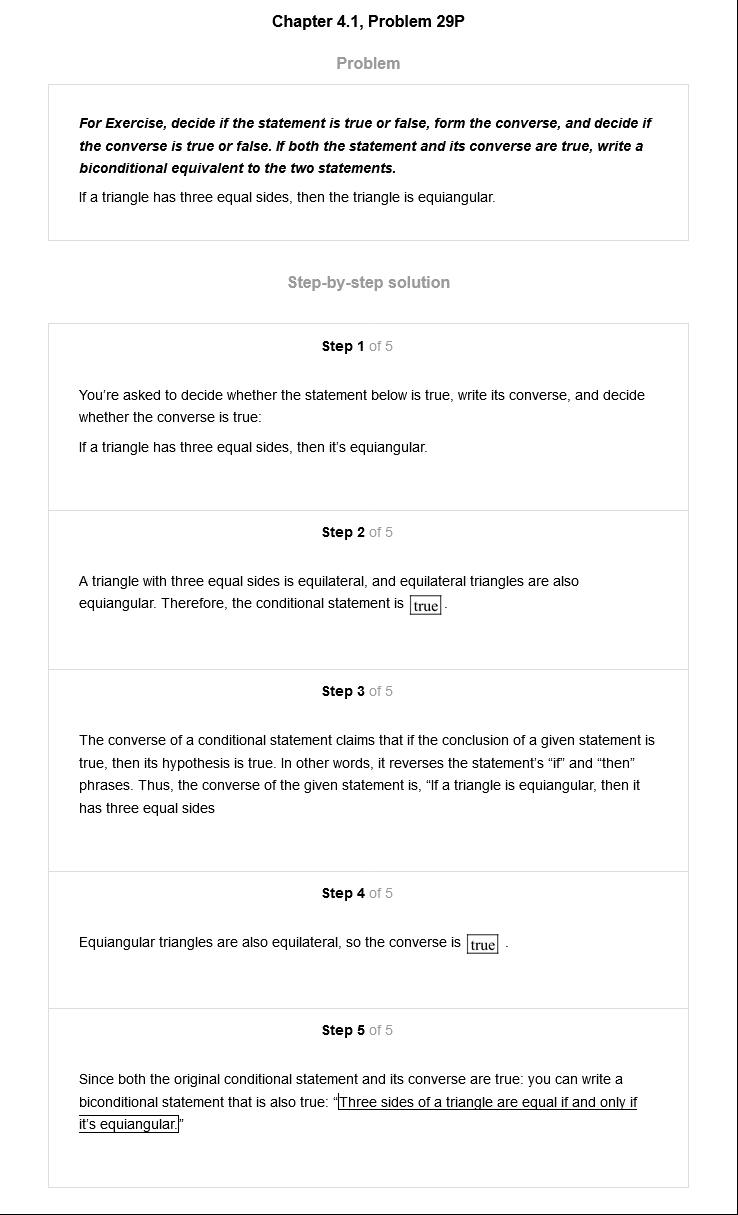 Chapter 4.1, Problem 29P
Problem
For Exercise, decide if the statement is true or false, form the converse, and decide if
the converse is true or false. If both the statement and its converse are true, write a
biconditional equivalent to the two statements.
If a triangle has three equal sides, then the triangle is equiangular.
Step-by-step solution
Step 1 of 5
You’re asked to decide whether the statement below is true, write its converse, and decide
whether the converse is true:
If a triangle has three equal sides, then it’s equiangular.
Step 2 of 5
A triangle with three equal sides is equilateral, and equilateral triangles are also
equiangular. Therefore, the conditional statement is true.
Step 3 of 5
The converse of a conditional statement claims that if the conclusion of a given statement is
true, then its hypothesis is true. In other words, it reverses the statement’s “if” and “then”
phrases. Thus, the converse of the given statement is, “If a triangle is equiangular, then it
has three equal sides
Step 4 of 5
Equiangular triangles are also equilateral, so the converse is true .
Step 5 of 5
Since both the original conditional statement and its converse are true: you can write a
biconditional statement that is also true: “Three sides of a triangle are equal if and only if
it’s equiangular.”